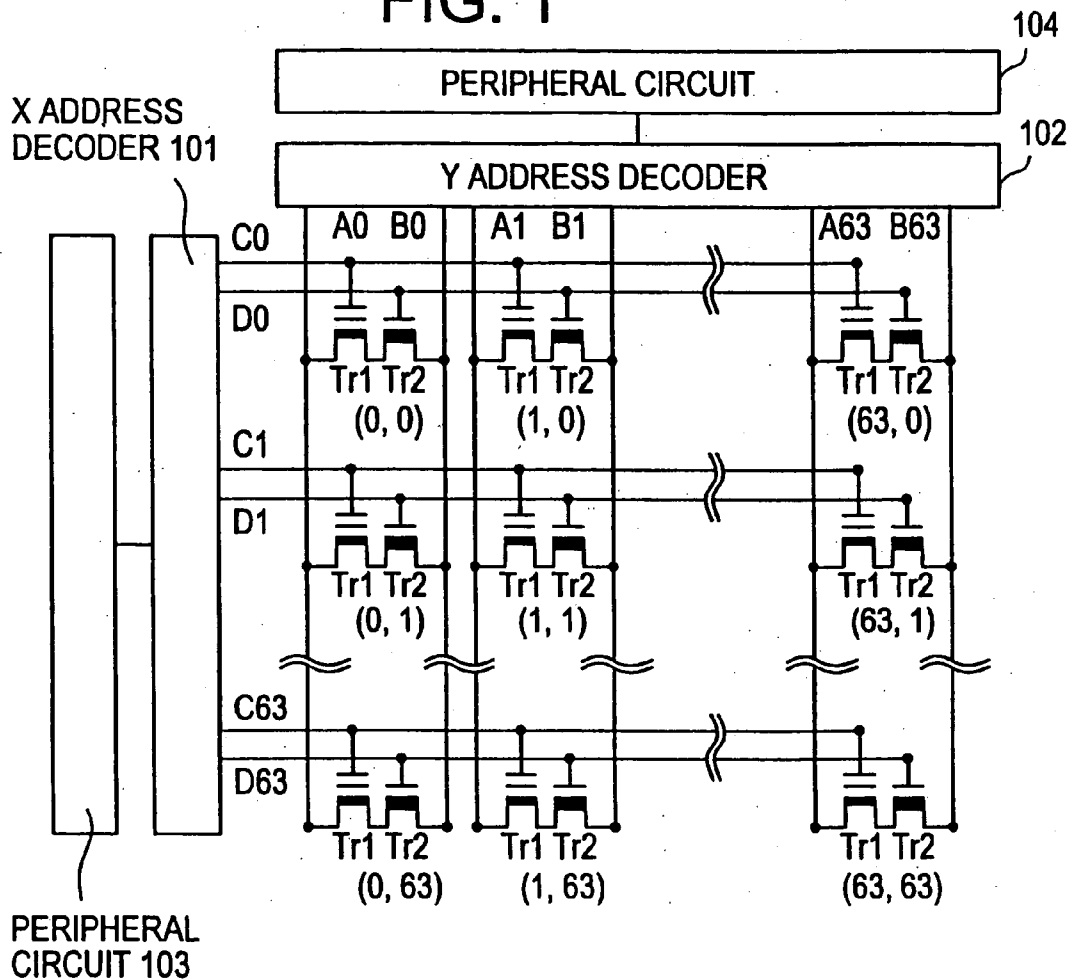 FIG. 1
104
PERIPHERAL CIRCUIT
X ADDRESS
DECODER 101
102
Y ADDRESS DECODER
A0 B0 A1 B1 A63 B63
C0
D0
Tr1 Tr2 Tr1 Tr2 Tr1 Tr2
(0, 0) (1, 0) (63, 0)
C1
D1
Tr1 Tr2 Tr1 Tr2 Tr1 Tr2
(0, 1) (1, 1) (63, 1)
C63
D63
Tr1 Tr2 Tr1 Tr2 Tr1 Tr2
(0, 63) (1, 63) (63, 63)
PERIPHERAL
CIRCUIT 103